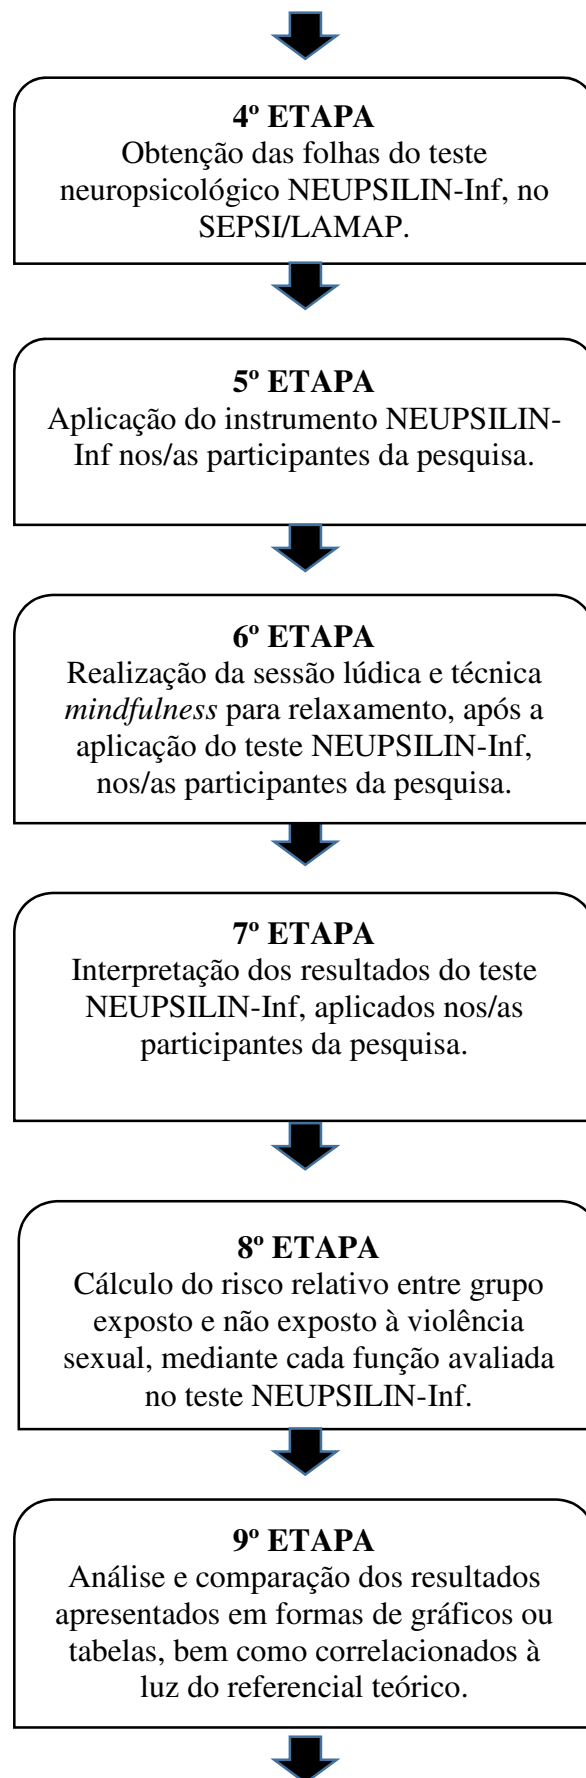 4º ETAPA
Obtenção das folhas do teste
neuropsicológico NEUPSILIN-Inf, no
SEPSI/LAMAP.
5º ETAPA
Aplicação do instrumento NEUPSILIN-
Inf nos/as participantes da pesquisa.
6º ETAPA
Realização da sessão lúdica e técnica
mindfulness para relaxamento, após a
aplicação do teste NEUPSILIN-Inf,
nos/as participantes da pesquisa.
7º ETAPA
Interpretação dos resultados do teste
NEUPSILIN-Inf, aplicados nos/as
participantes da pesquisa.
8º ETAPA
Cálculo do risco relativo entre grupo
exposto e não exposto à violência
sexual, mediante cada função avaliada
no teste NEUPSILIN-Inf.
9º ETAPA
Análise e comparação dos resultados
apresentados em formas de gráficos ou
tabelas, bem como correlacionados à
luz do referencial teórico.